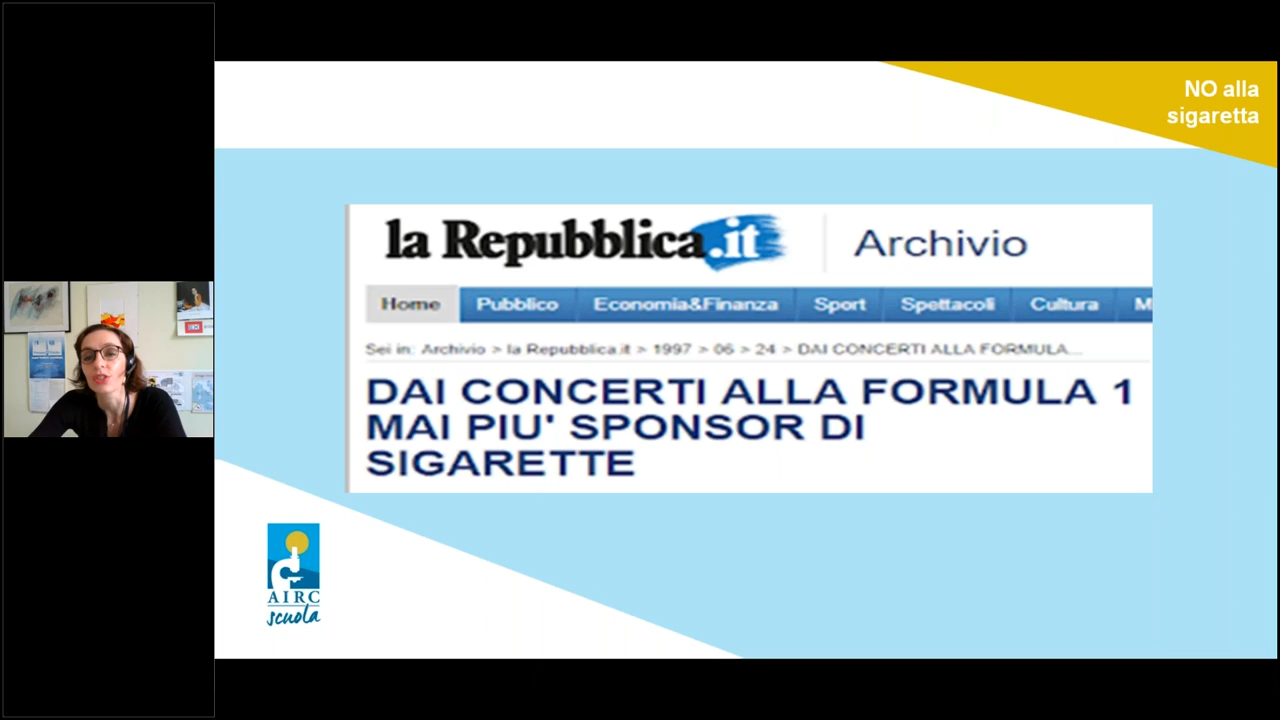 NO alla
sigaretta
la Repubblica.it
Archivio
Home Pubblico Economia&Finanza Sport Spettacoli Cultura M
Sei in: Archivio > la Repubblica.it > 1997 > 06 > 24 > DAI CONCERTI ALLA FORMULA...
DAI CONCERTI ALLA FORMULA 1
MAI PIU' SPONSOR DI
SIGARETTE
AIRC
scuola